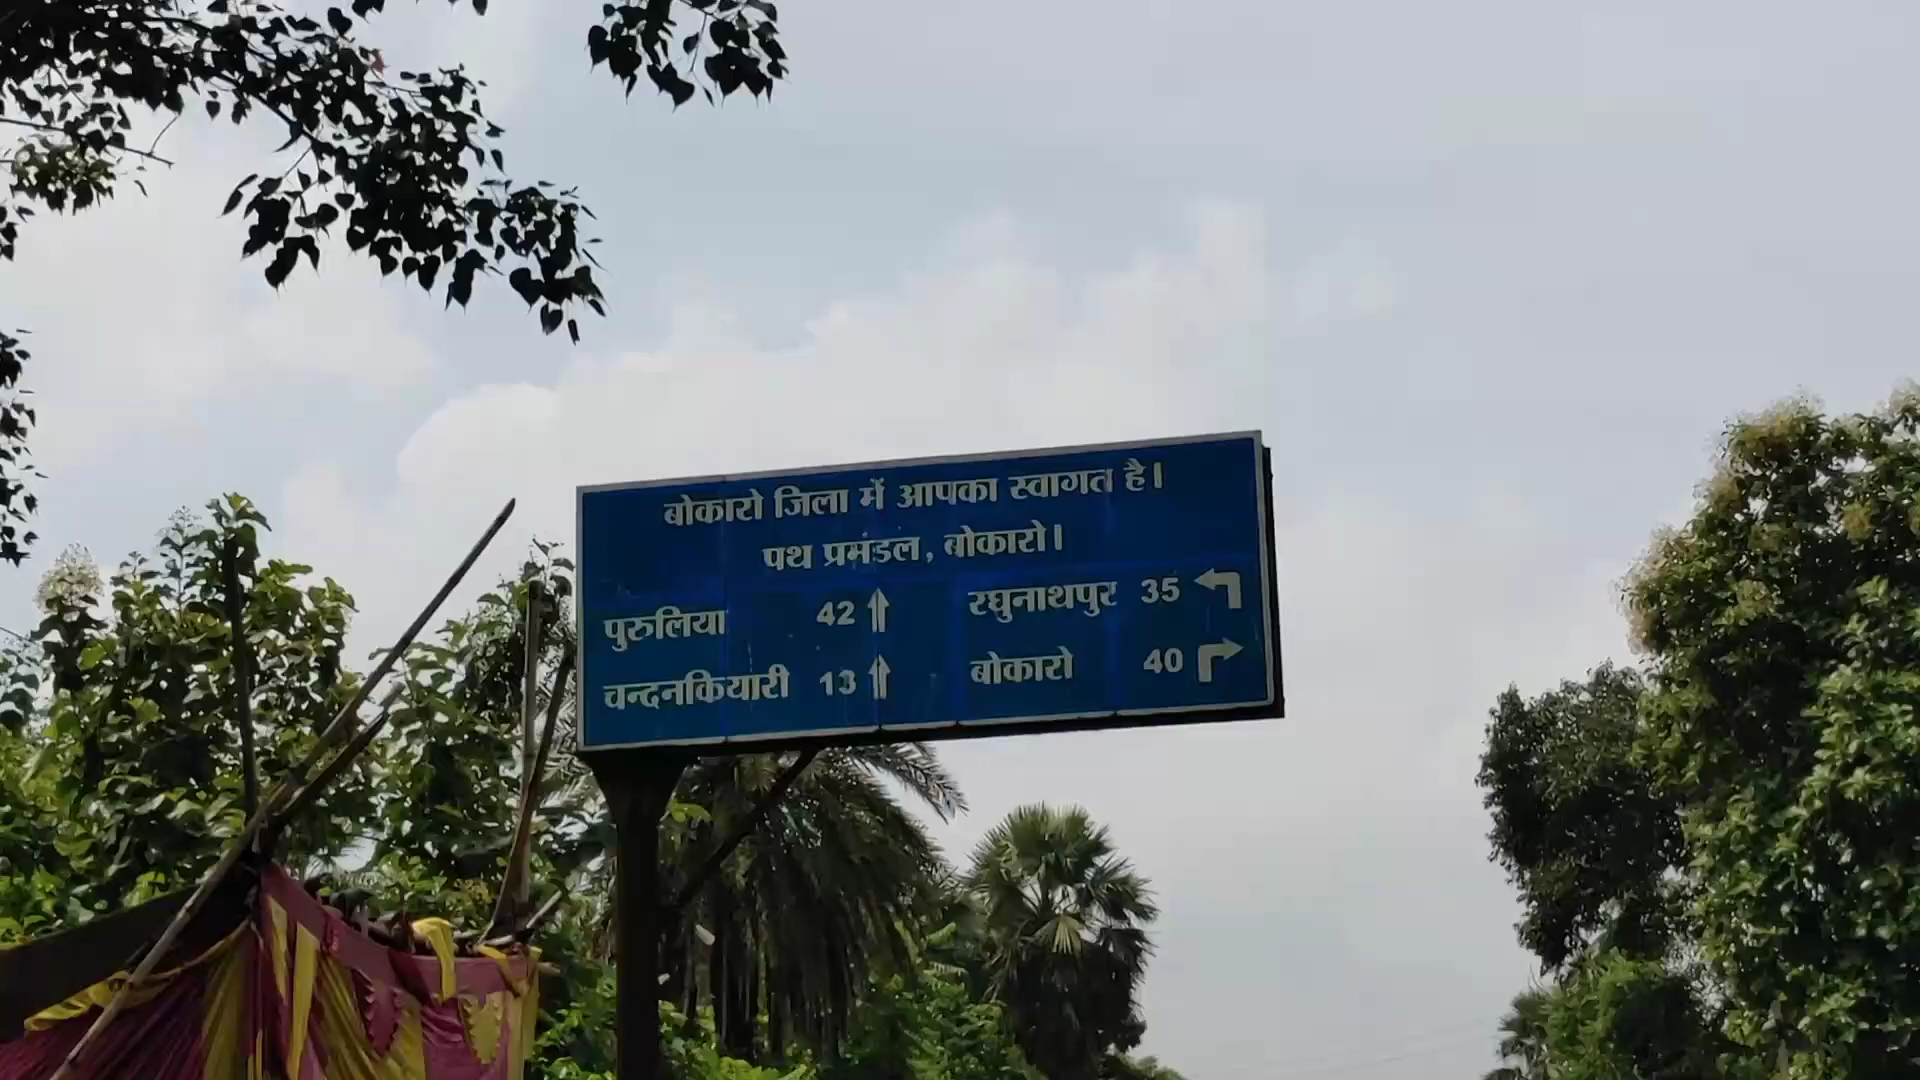 बोकारो जिला में आपका स्वागत है।
पथ प्रमंडल, बोकारो।
पुरुलिया 42 ↑ रघुनाथपुर 35 ↰
चन्दनकियारी 13 ↑ बोकारो 40 ↱